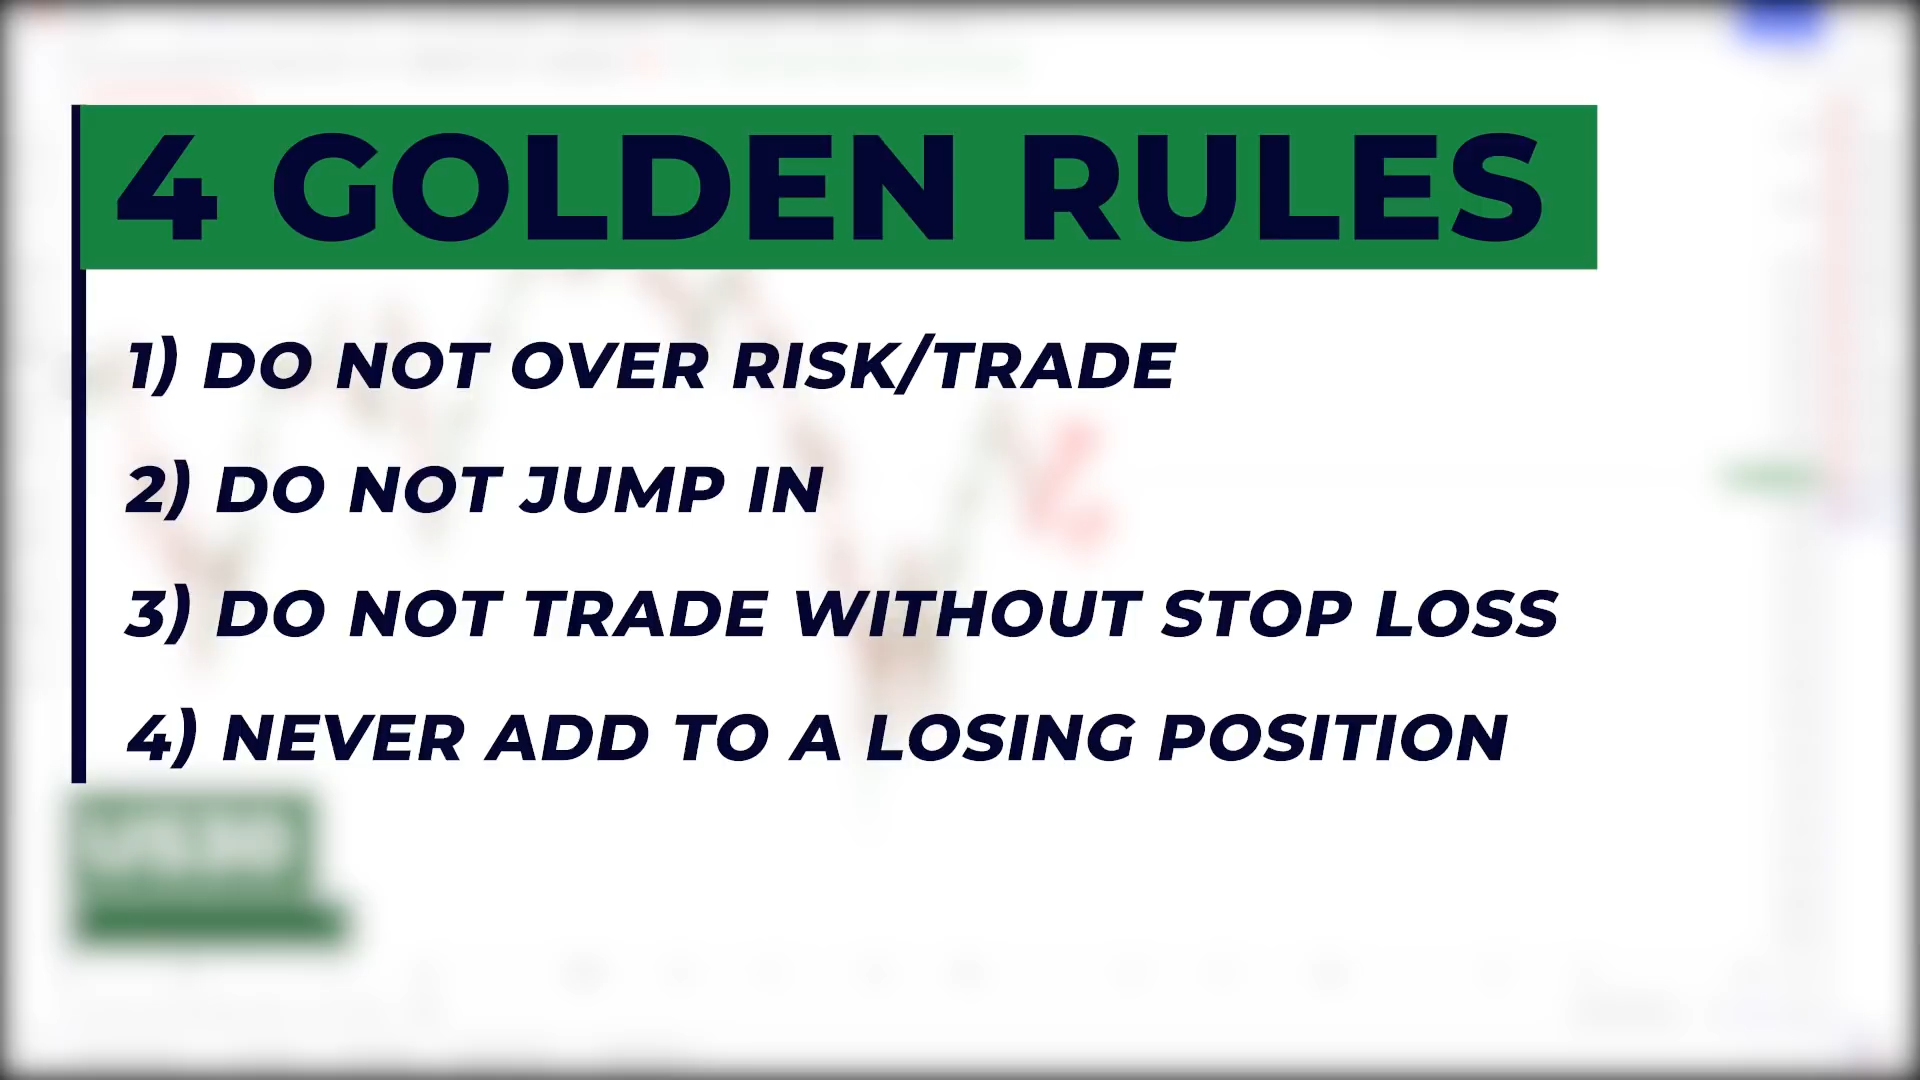 4 GOLDEN RULES
1) DO NOT OVER RISK/TRADE
2) DO NOT JUMP IN
3) DO NOT TRADE WITHOUT STOP LOSS
4) NEVER ADD TO A LOSING POSITION